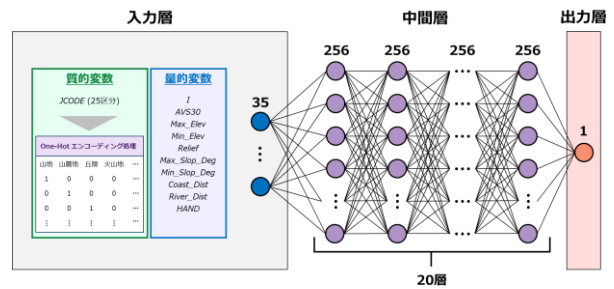 入力層
中間層
出力層
質的変数
JCODE (25区分)
One-Hot エンコーディング処理
山地 山麓地 丘陵 火山地 …
1 0 0 0 …
0 1 0 0 …
0 0 1 0 …
⋮ ⋮ ⋮ ⋮ …
量的変数
I
AVS30
Max_Elev
Min_Elev
Relief
Max_Slop_Deg
Min_Slop_Deg
Coast_Dist
River_Dist
HAND
35
⋮
256 256 256 256
…
…
…
…
⋮ ⋮ … ⋮
…
20層
1